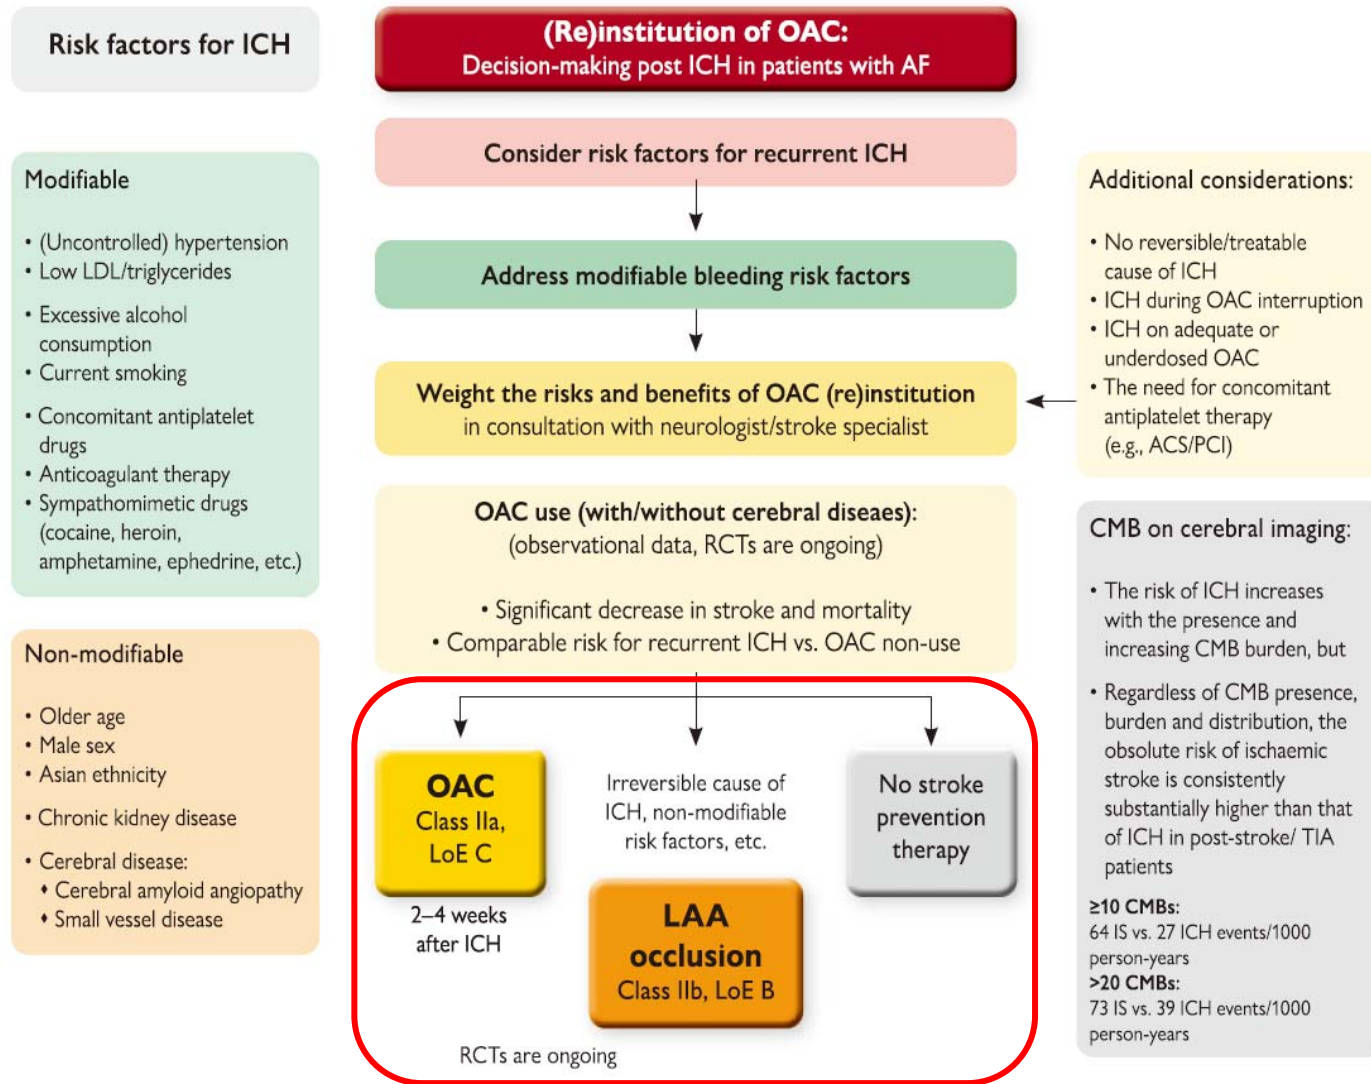 Risk factors for ICH
(Re)institution of OAC:
Decision-making post ICH in patients with AF
Modifiable
• (Uncontrolled) hypertension
• Low LDL/triglycerides
• Excessive alcohol
consumption
• Current smoking
• Concomitant antiplatelet
drugs
• Anticoagulant therapy
• Sympathomimetic drugs
(cocaine, heroin,
amphetamine, ephedrine, etc.)
Non-modifiable
• Older age
• Male sex
• Asian ethnicity
• Chronic kidney disease
• Cerebral disease:
♦ Cerebral amyloid angiopathy
♦ Small vessel disease
Consider risk factors for recurrent ICH
Address modifiable bleeding risk factors
Weight the risks and benefits of OAC (re)institution
in consultation with neurologist/stroke specialist
OAC use (with/without cerebral diseaes):
(observational data, RCTs are ongoing)
• Significant decrease in stroke and mortality
• Comparable risk for recurrent ICH vs. OAC non-use
OAC
Class IIa,
LoE C
2–4 weeks
after ICH
Irreversible cause of
ICH, non-modifiable
risk factors, etc.
LAA
occlusion
Class IIb, LoE B
No stroke
prevention
therapy
RCTs are ongoing
Additional considerations:
• No reversible/treatable
cause of ICH
• ICH during OAC interruption
• ICH on adequate or
underdosed OAC
• The need for concomitant
antiplatelet therapy
(e.g., ACS/PCI)
CMB on cerebral imaging:
• The risk of ICH increases
with the presence and
increasing CMB burden, but
• Regardless of CMB presence,
burden and distribution, the
absolute risk of ischaemic
stroke is consistently
substantially higher than that
of ICH in post-stroke/ TIA
patients
≥10 CMBs:
64 IS vs. 27 ICH events/1000
person-years
>20 CMBs:
73 IS vs. 39 ICH events/1000
person-years